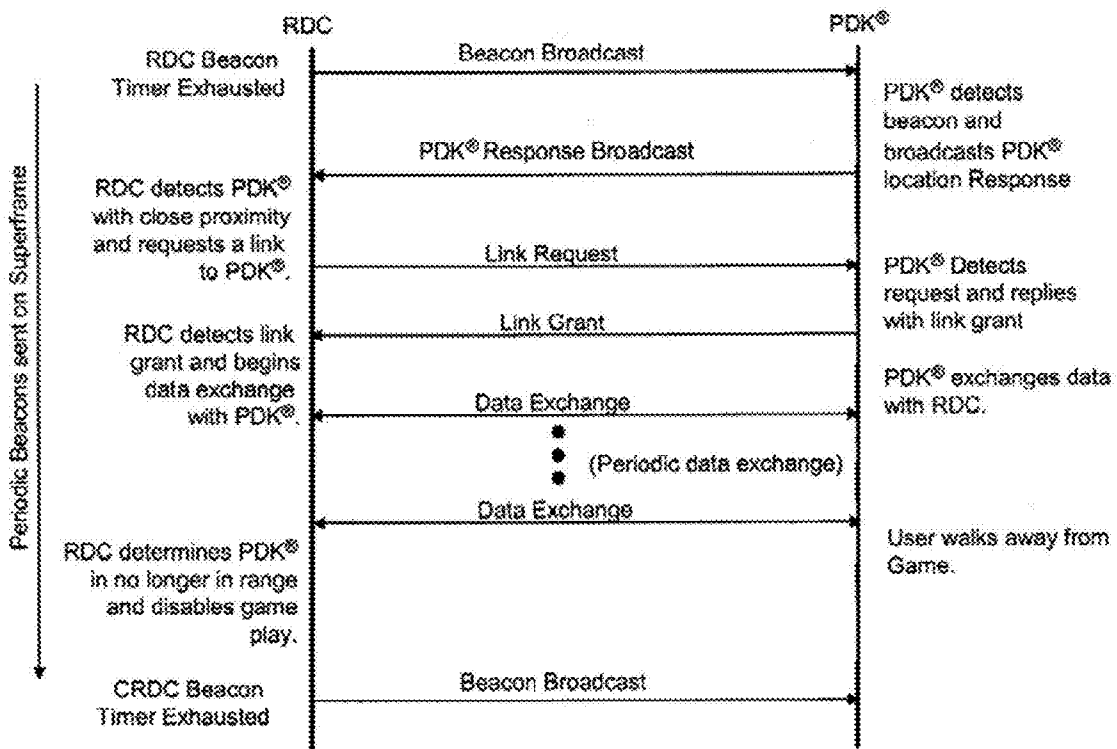 RDC
PDK®
RDC Beacon
Timer Exhausted
Beacon Broadcast
PDK® detects
beacon and
broadcasts PDK®
location Response
PDK® Response Broadcast
RDC detects PDK®
with close proximity
and requests a link
to PDK®.
Link Request
PDK® Detects
request and replies
with link grant
Link Grant
RDC detects link
grant and begins
data exchange
with PDK®.
PDK® exchanges data
with RDC.
Data Exchange
(Periodic data exchange)
Data Exchange
User walks away from
Game.
RDC determines PDK®
in no longer in range
and disables game
play.
CRDC Beacon
Timer Exhausted
Beacon Broadcast
Periodic Beacons sent on Superframe